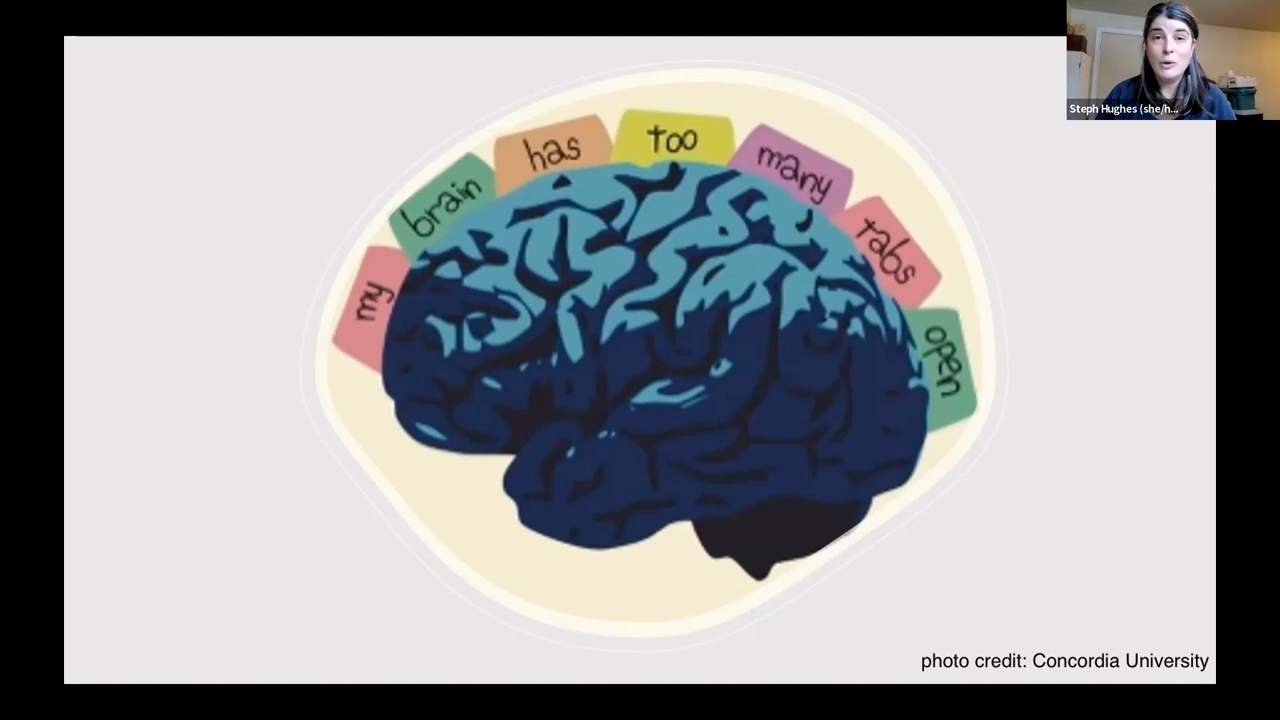 my brain has too many tabs open
Steph Hughes (she/h...
photo credit: Concordia University